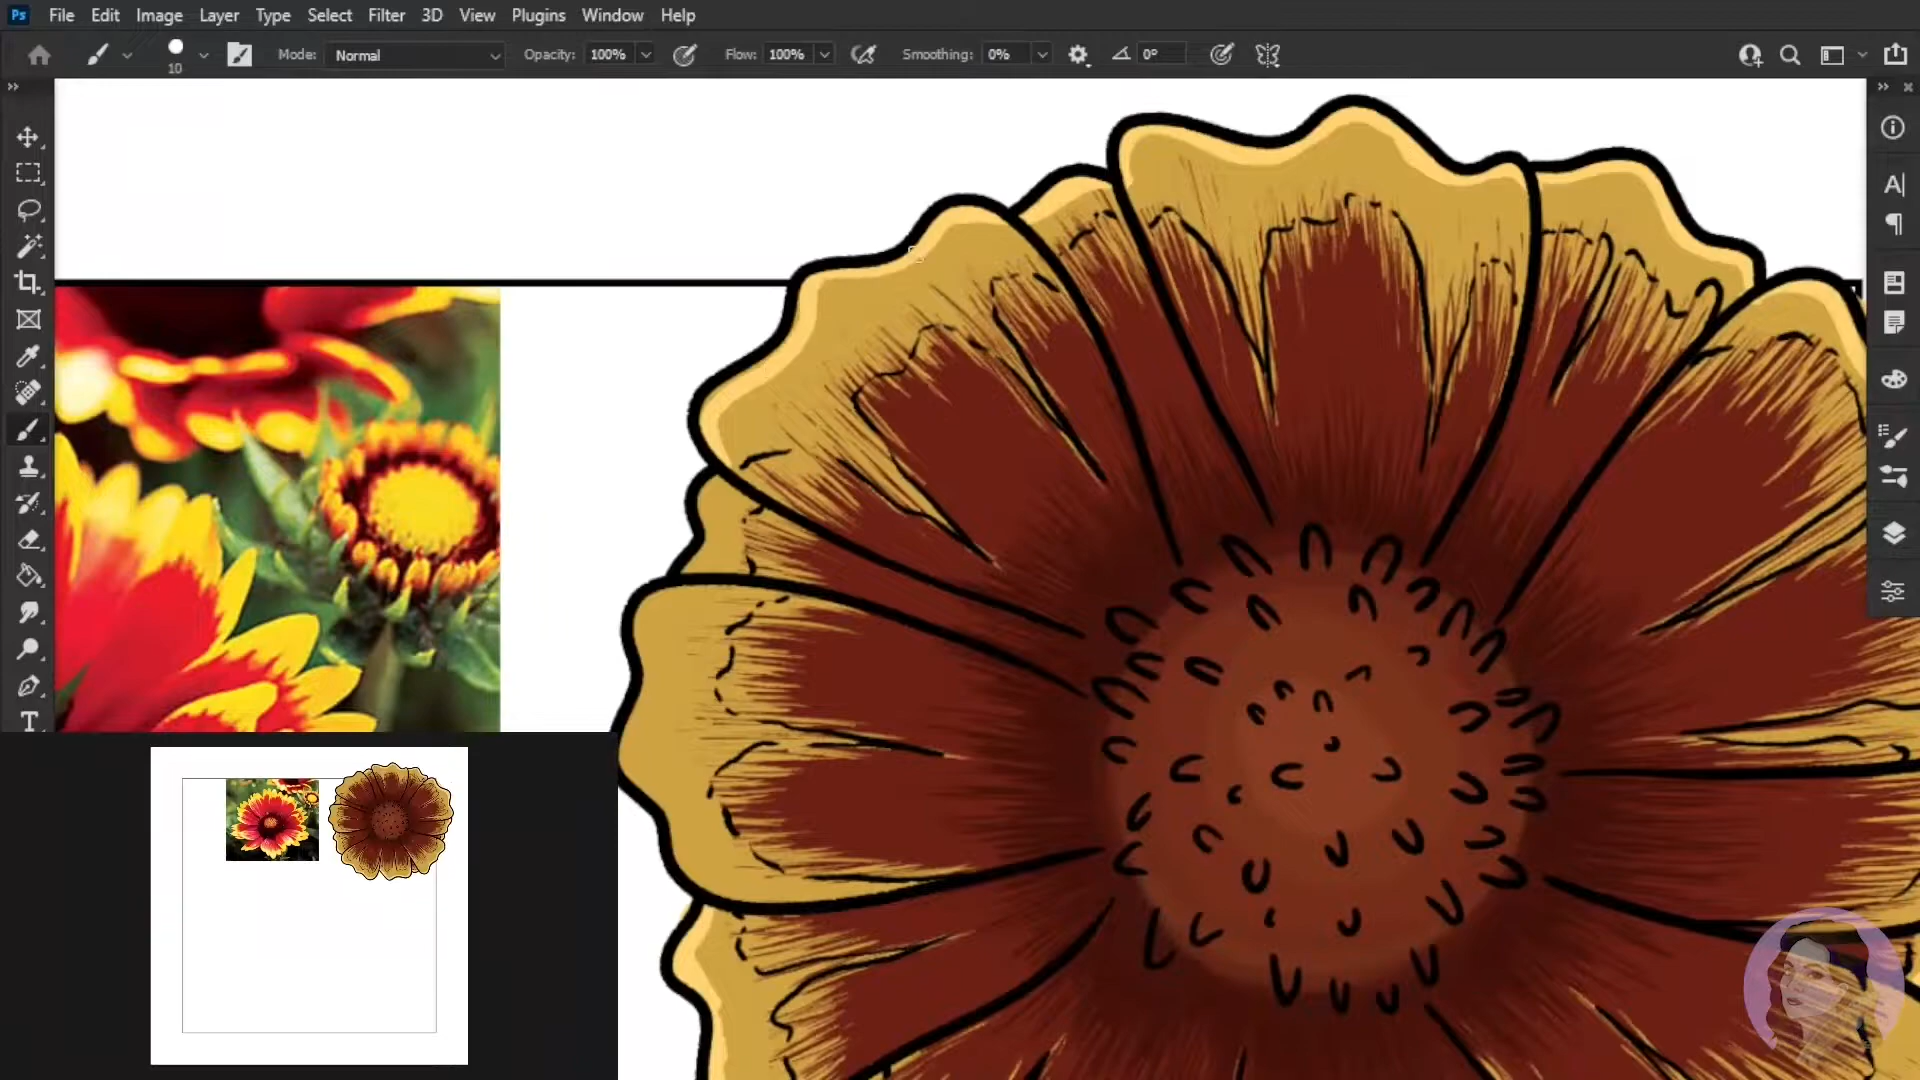 Ps File Edit Image Layer Type Select Filter 3D View Plugins Window Help
10 Mode: Normal Opacity: 100% Flow: 100% Smoothing: 0% 0°